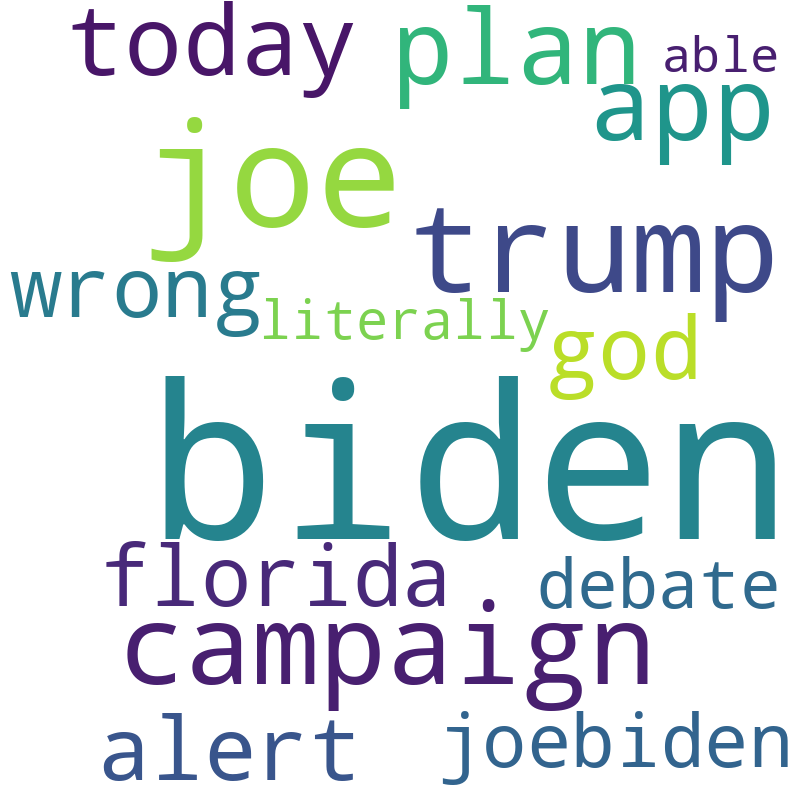 today plan able
app
joe
trump
wrong
literally
god
biden
florida
debate
campaign
alert
joebiden